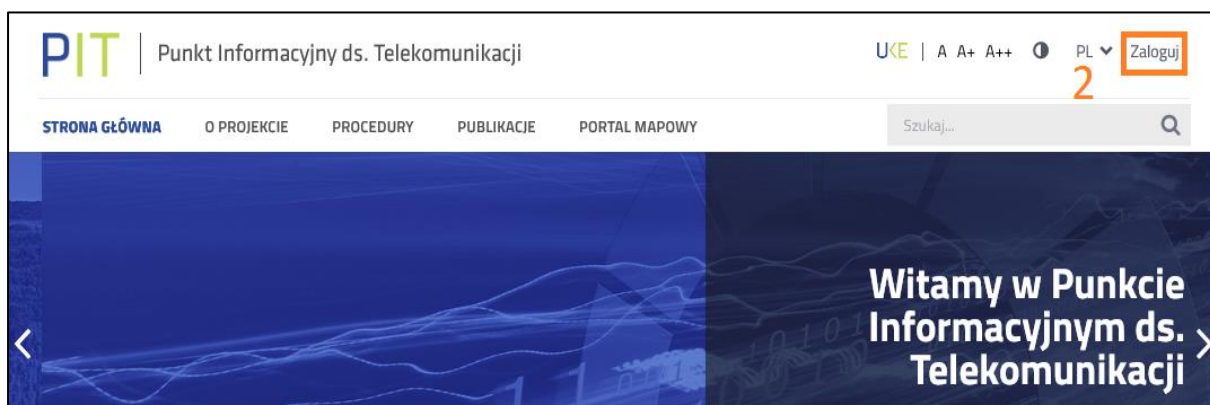 PIT | Punkt Informacyjny ds. Telekomunikacji
UKE | A A+ A++ PL Zaloguj
2
STRONA GŁÓWNA O PROJEKCIE PROCEDURY PUBLIKACJE PORTAL MAPOWY Szukaj...
Witamy w Punkcie
Informacyjnym ds.
Telekomunikacji